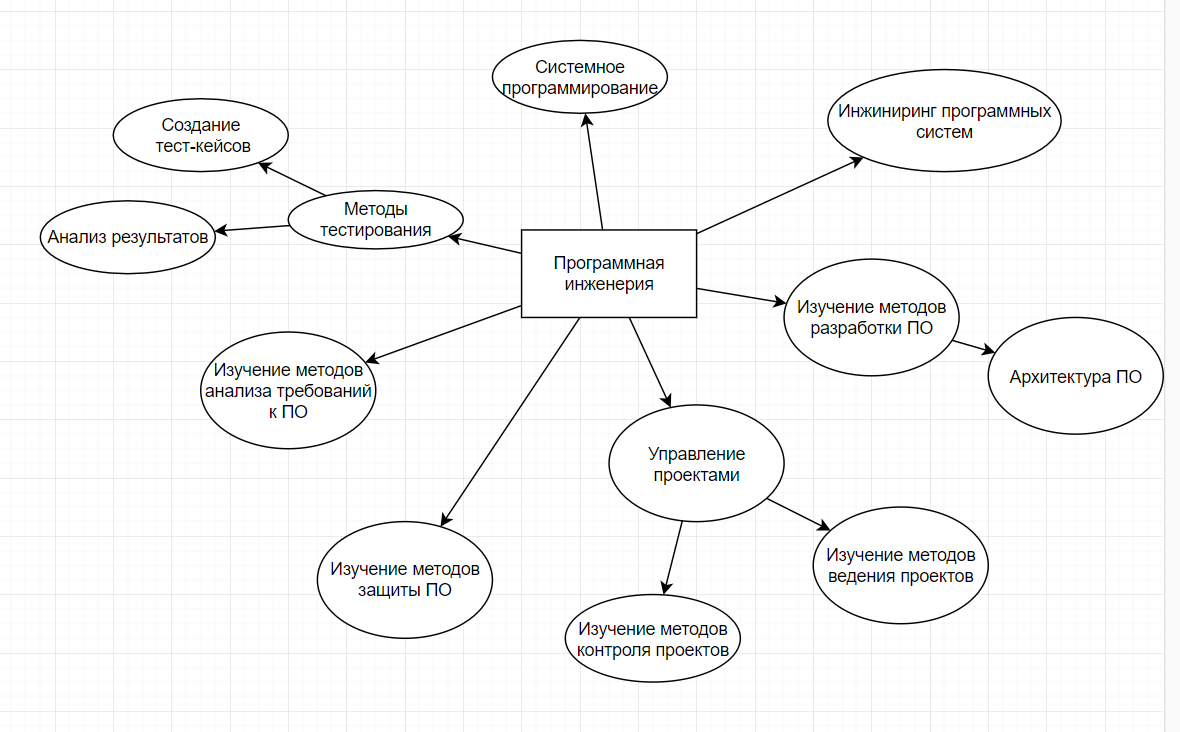 Системное
программирование
Инжиниринг программных
систем
Создание
тест-кейсов
Методы
тестирования
Анализ результатов
Программная
инженерия
Изучение методов
разработки ПО
Архитектура ПО
Изучение методов
анализа требований
к ПО
Управление
проектами
Изучение методов
защиты ПО
Изучение методов
ведения проектов
Изучение методов
контроля проектов